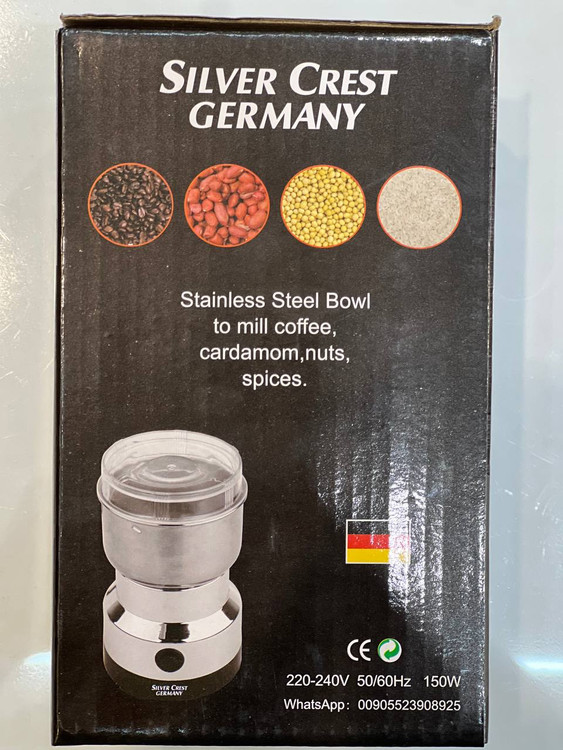 SILVER CREST
GERMANY
Stainless Steel Bowl
to mill coffee,
cardamom,nuts,
spices.
SILVER CREST
GERMANY
CE
220-240V 50/60Hz 150W
WhatsApp: 00905523908925